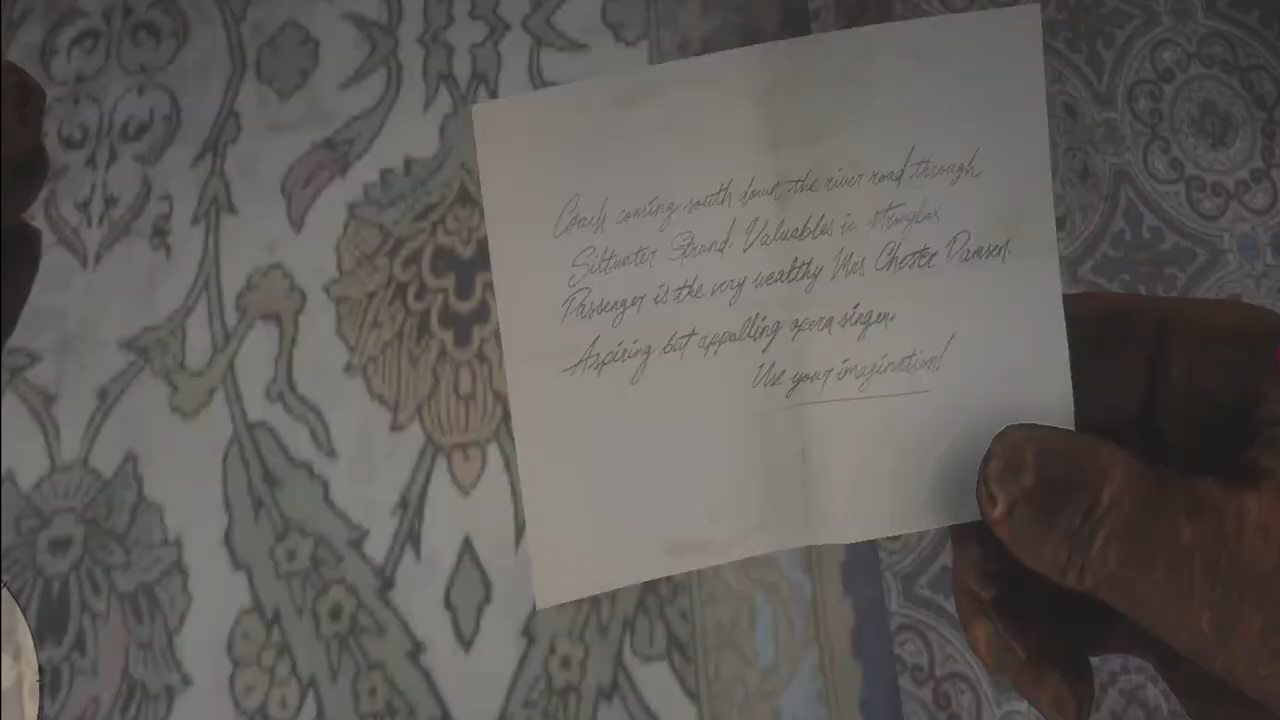 Coach coming south down the river road through
Siltwater Strand. Valuables in strongbox
Passenger is the very wealthy Mrs Chester Damsen.
Aspiring but appalling opera singer.
Use your imagination!